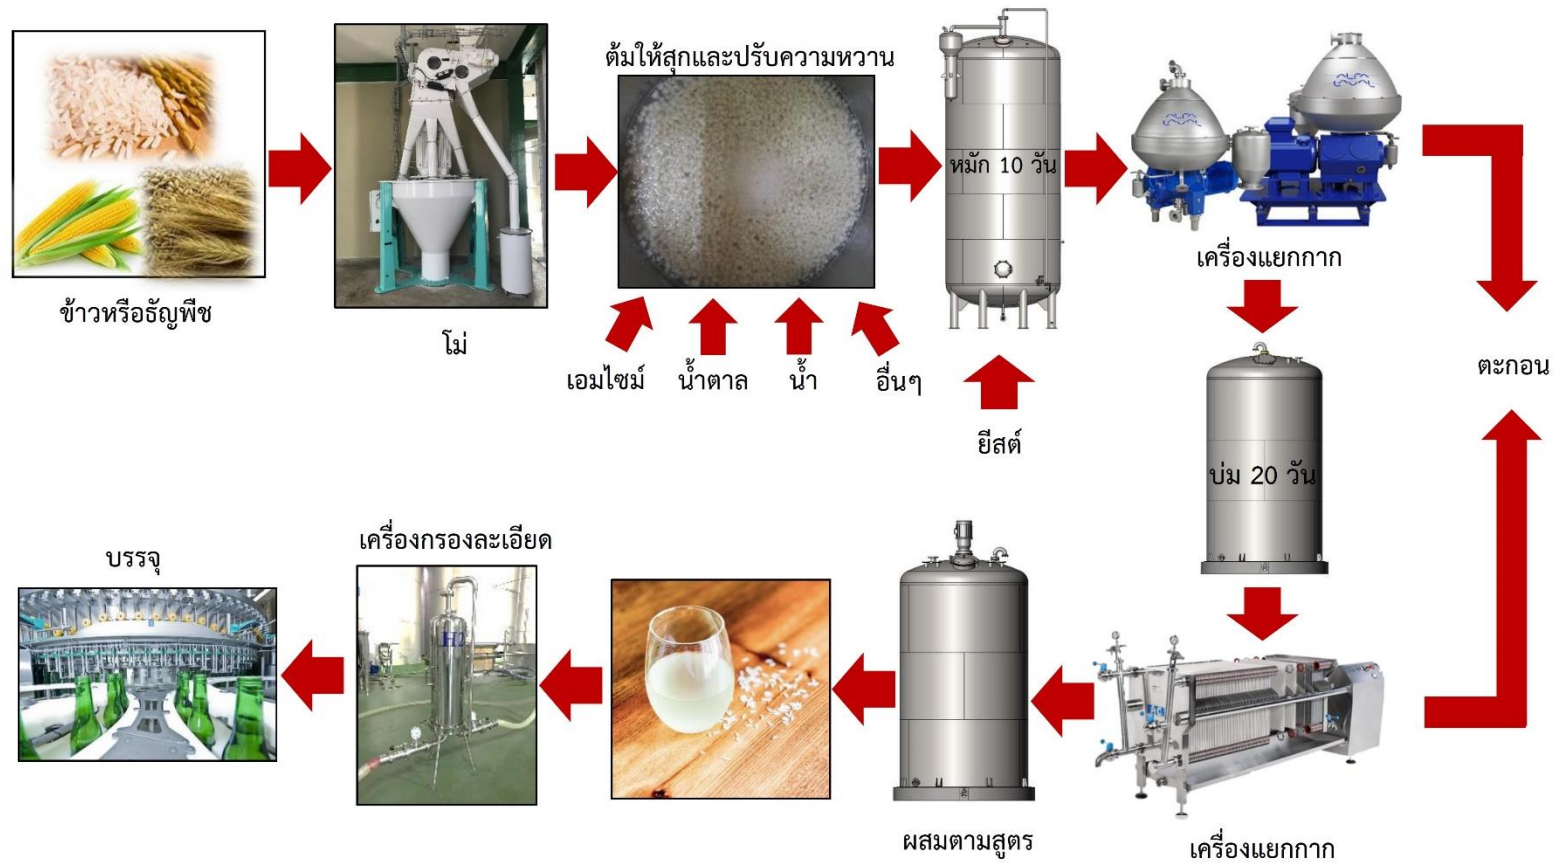 ต้มให้สุกและปรับความหวาน
ข้าวหรือธัญพืช
โม่
เอมไซม์
น้ำตาล
น้ำ
อื่นๆ
หมัก 10 วัน
ยีสต์
ALFA
LAVAL
ALFA
LAVAL
เครื่องแยกกาก
ตะกอน
บ่ม 20 วัน
เครื่องแยกกาก
ผสมตามสูตร
เครื่องกรองละเอียด
บรรจุ